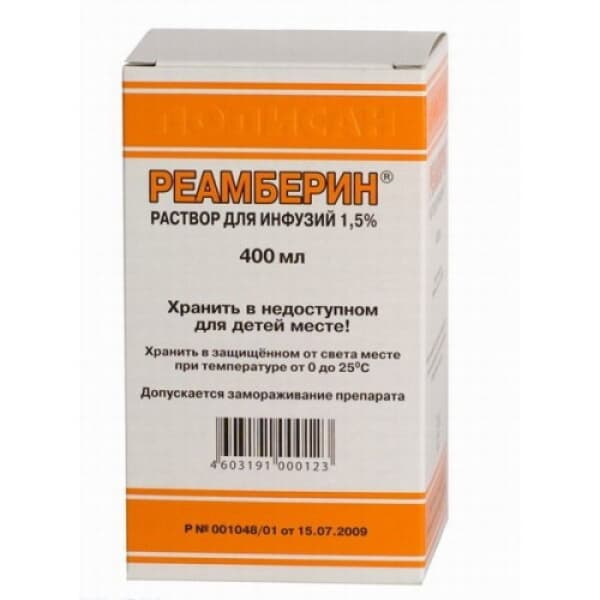 ПОЛИСАН
РЕАМБЕРИН®
РАСТВОР ДЛЯ ИНФУЗИЙ 1,5%
400 мл
Хранить в недоступном
для детей месте!
Хранить в защищённом от света месте
при температуре от 0 до 25⁰С
Допускается замораживание препарата
4603191 000123
Р № 001048/01 от 15.07.2009